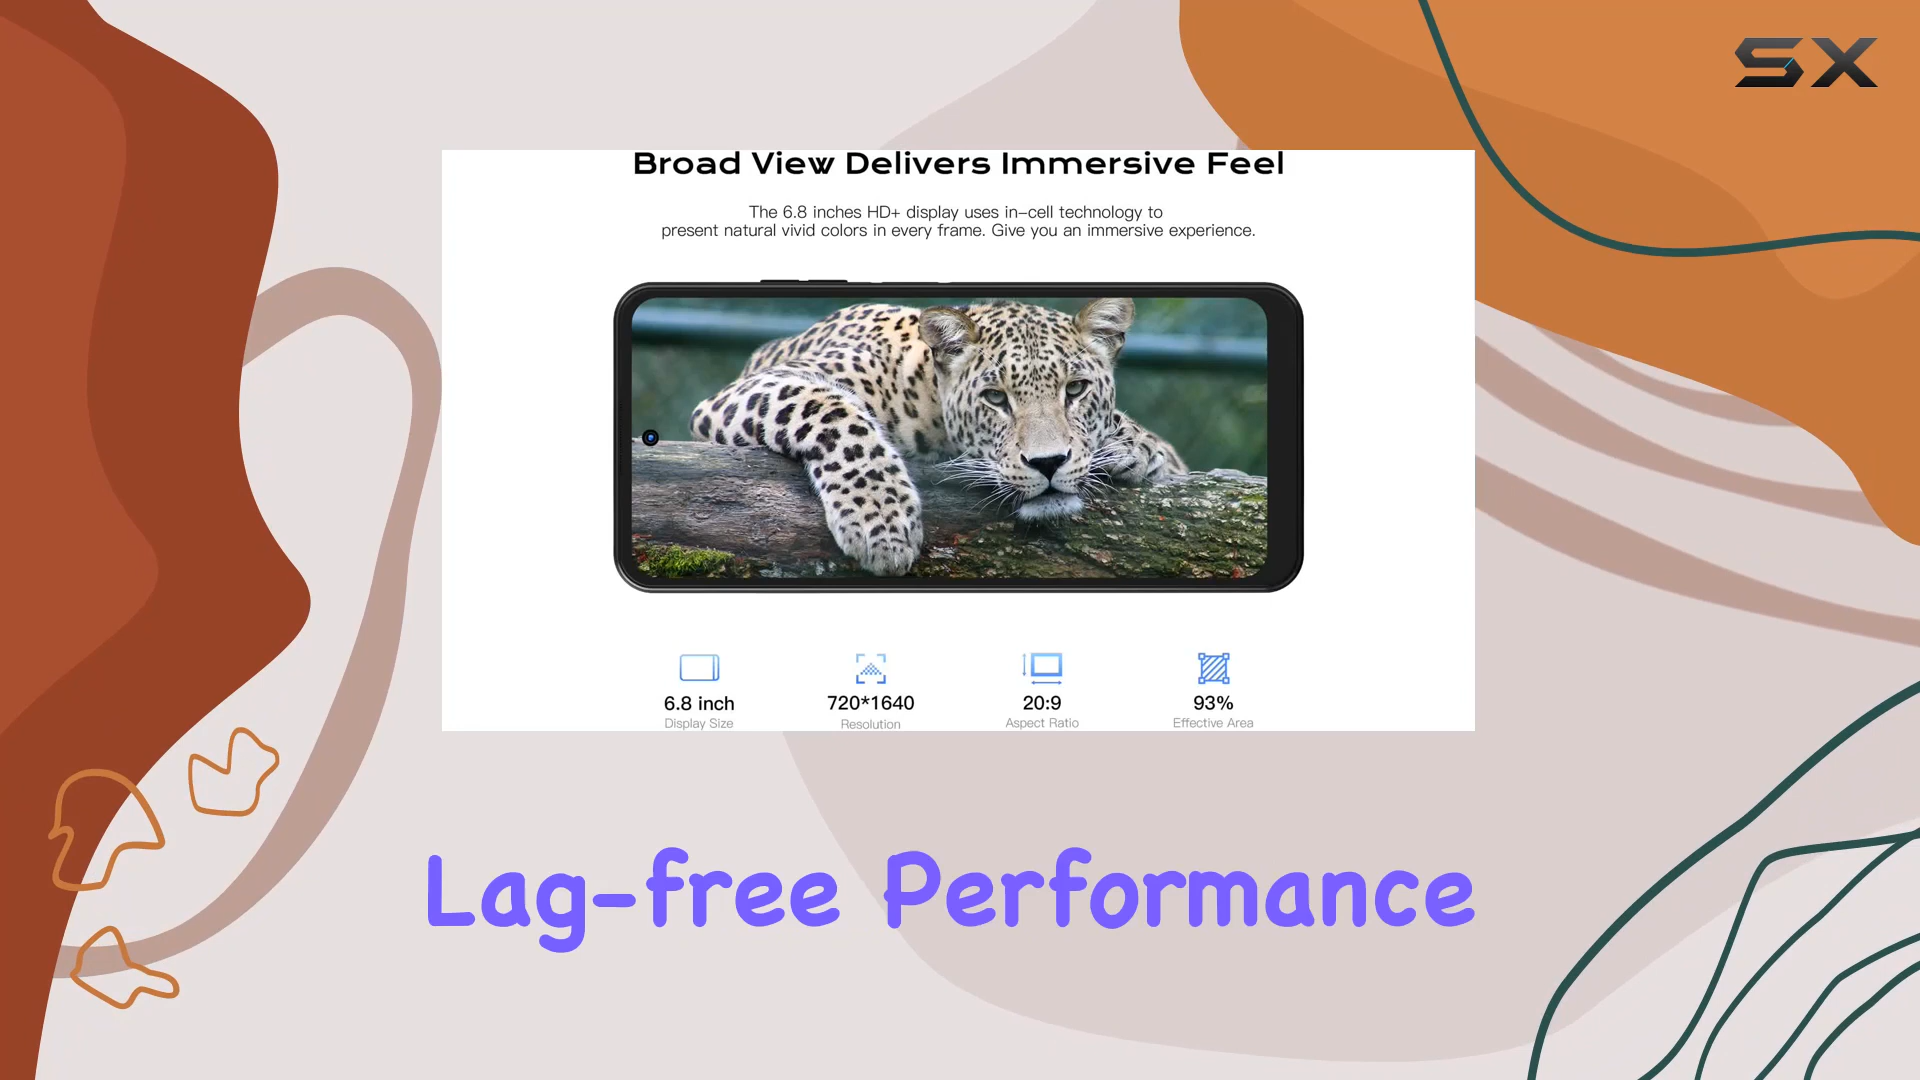 SX
Broad View Delivers Immersive Feel
The 6.8 inches HD+ display uses in-cell technology to
present natural vivid colors in every frame. Give you an immersive experience.
6.8 inch 720*1640 20:9 93%
Display Size Resolution Aspect Ratio Effective Area
Lag-free Performance